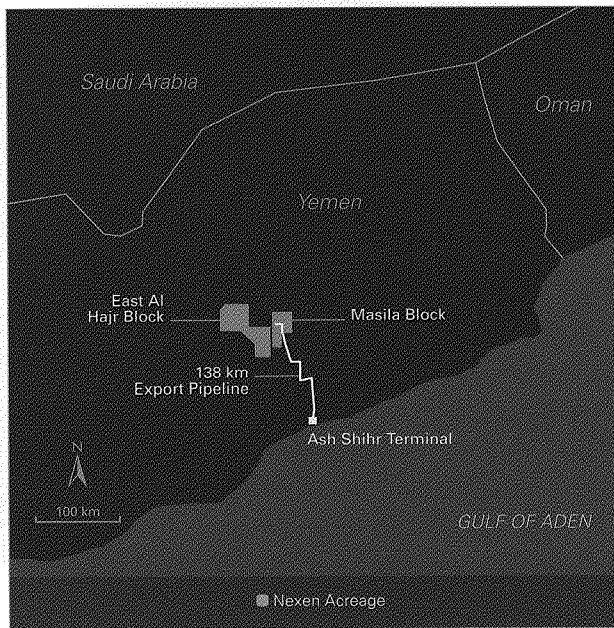 Saudi Arabia
Oman
Yemen
East Al
Hajr Block
Masila Block
138 km
Export Pipeline
Ash Shihr Terminal
N
100 km
GULF OF ADEN
Nexen Acreage